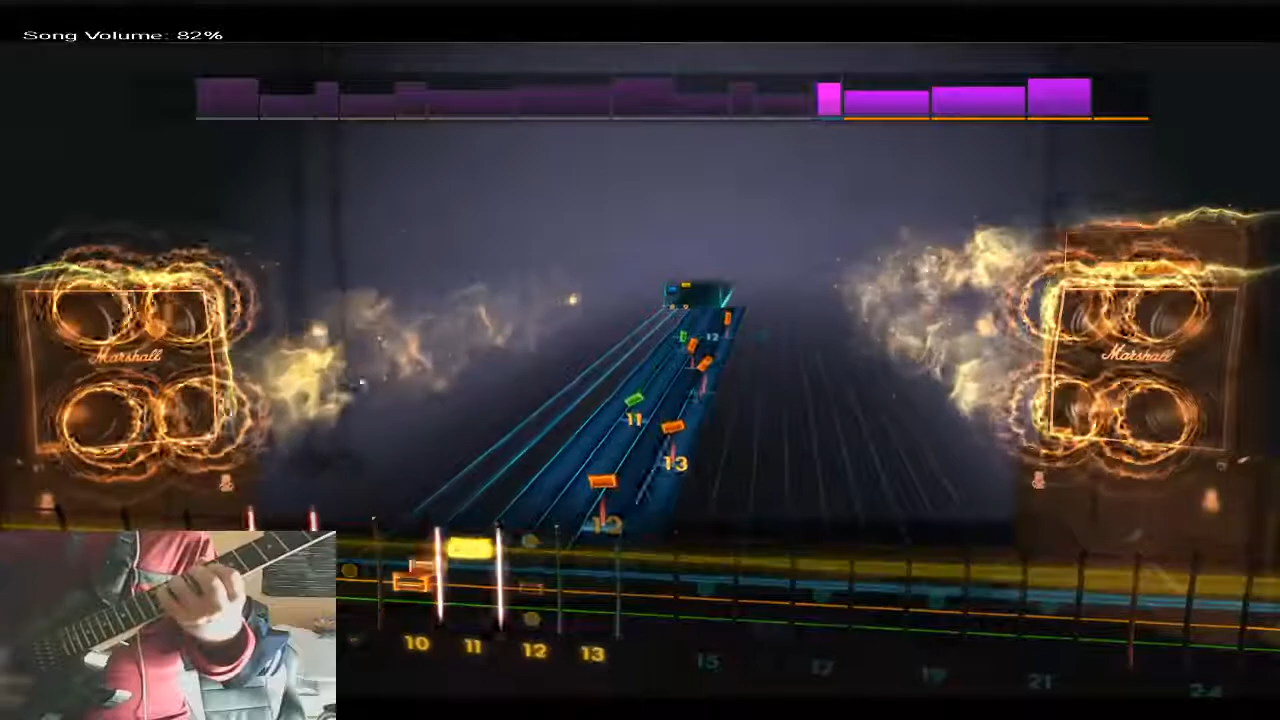 Song Volume: 82%
12
Marshall
Marshall
11
13
12
10 11 12 13 15 17 19 21 24